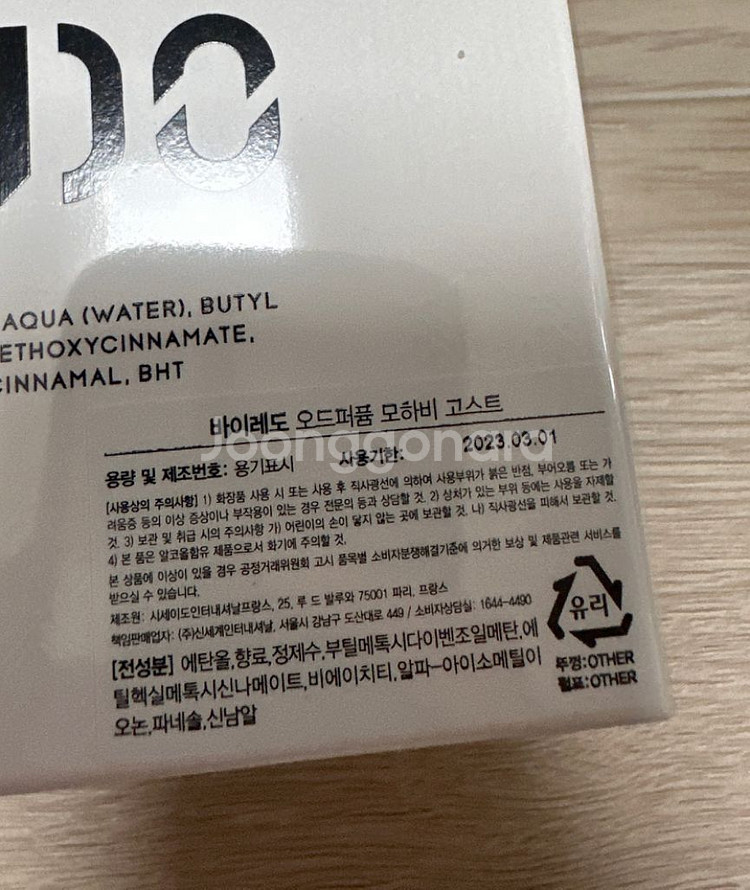 AQUA (WATER), BUTYL
ETHOXYCINNAMATE,
CINNAMAL, BHT
바이레도 오드퍼퓸 모하비 고스트
Joonggonara
용량 및 제조번호: 용기표시 사용기한: 2023.03.01
[사용상의 주의사항] 1) 화장품 사용 시 또는 사용 후 직사광선에 의하여 사용부위가 붉은 반점, 부어오름 또는 가
려움증 등의 이상 증상이나 부작용이 있는 경우 전문의 등과 상담할 것. 2) 상처가 있는 부위 등에는 사용을 자제할
것. 3) 보관 및 취급 시의 주의사항 가) 어린이의 손이 닿지 않는 곳에 보관할 것. 나) 직사광선을 피해서 보관할 것.
4) 본 품은 알코올함유 제품으로서 화기에 주의할 것.
본 상품에 이상이 있을 경우 공정거래위원회 고시 품목별 소비자분쟁해결기준에 의거한 보상 및 제품관련 서비스를
받으실 수 있습니다.
제조원: 시세이도인터내셔날프랑스, 25, 루 드 발루와 75001 파리, 프랑스
책임판매업자: (주)신세계인터내셔날, 서울시 강남구 도산대로 449 / 소비자상담실: 1644-4490
[전성분] 에탄올,향료,정제수,부틸메톡시다이벤조일메탄,에
틸헥실메톡시신나메이트,비에이치티,알파-아이소메틸이
오논,파네솔,신남알
유리
뚜껑:OTHER
펌프:OTHER